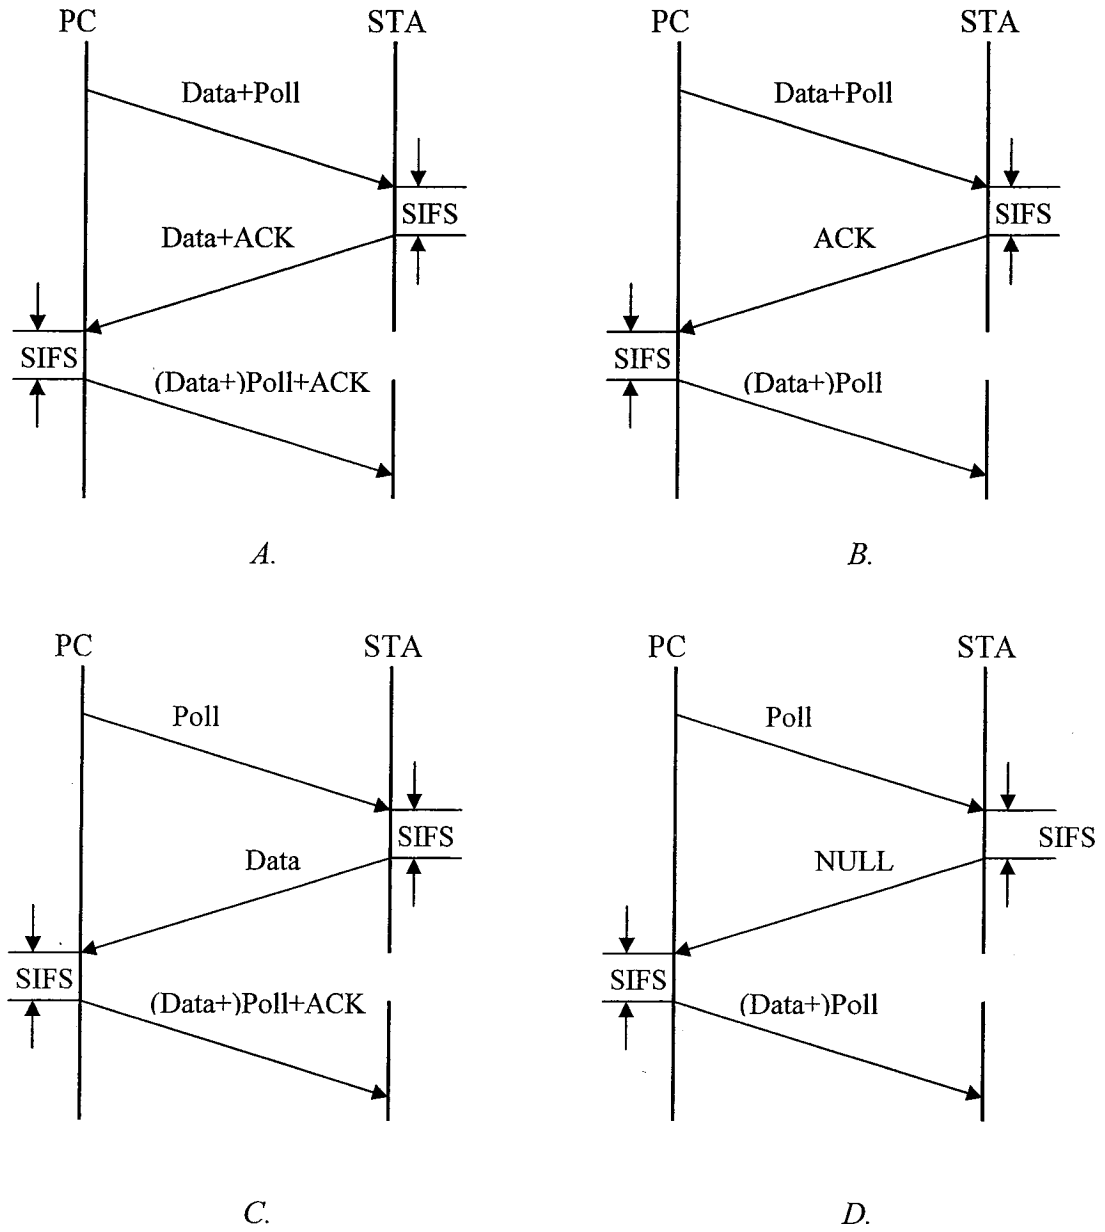 PC STA
Data+Poll
SIFS
Data+ACK
SIFS
(Data+)Poll+ACK
A.
PC STA
Data+Poll
SIFS
ACK
SIFS
(Data+)Poll
B.
PC STA
Poll
SIFS
Data
SIFS
(Data+)Poll+ACK
C.
PC STA
Poll
SIFS
NULL
SIFS
(Data+)Poll
D.